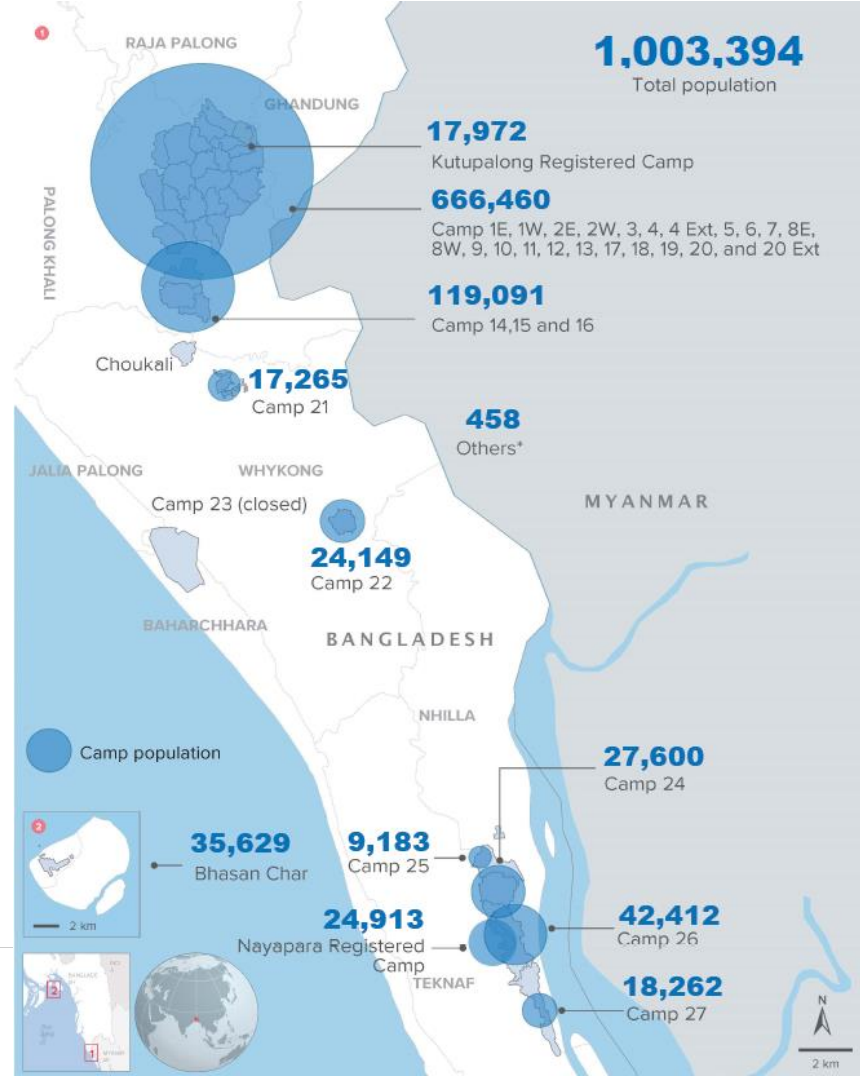 1
RAJA PALONG
1,003,394
Total population
GHANDUNG
17,972
Kutupalong Registered Camp
PALONG KHALI
666,460
Camp 1E, 1W, 2E, 2W, 3, 4, 4 Ext, 5, 6, 7, 8E,
8W, 9, 10, 11, 12, 13, 17, 18, 19, 20, and 20 Ext
119,091
Camp 14,15 and 16
Choukali
17,265
Camp 21
458
Others*
JALIA PALONG
WHYKONG
Camp 23 (closed)
MYANMAR
24,149
Camp 22
BAHARCHHARA
BANGLADESH
NHILLA
Camp population
27,600
Camp 24
2
35,629
Bhasan Char
9,183
Camp 25
2 km
24,913
Nayapara Registered
Camp
42,412
Camp 26
TEKNAF
18,262
Camp 27
2
1
N
2 km